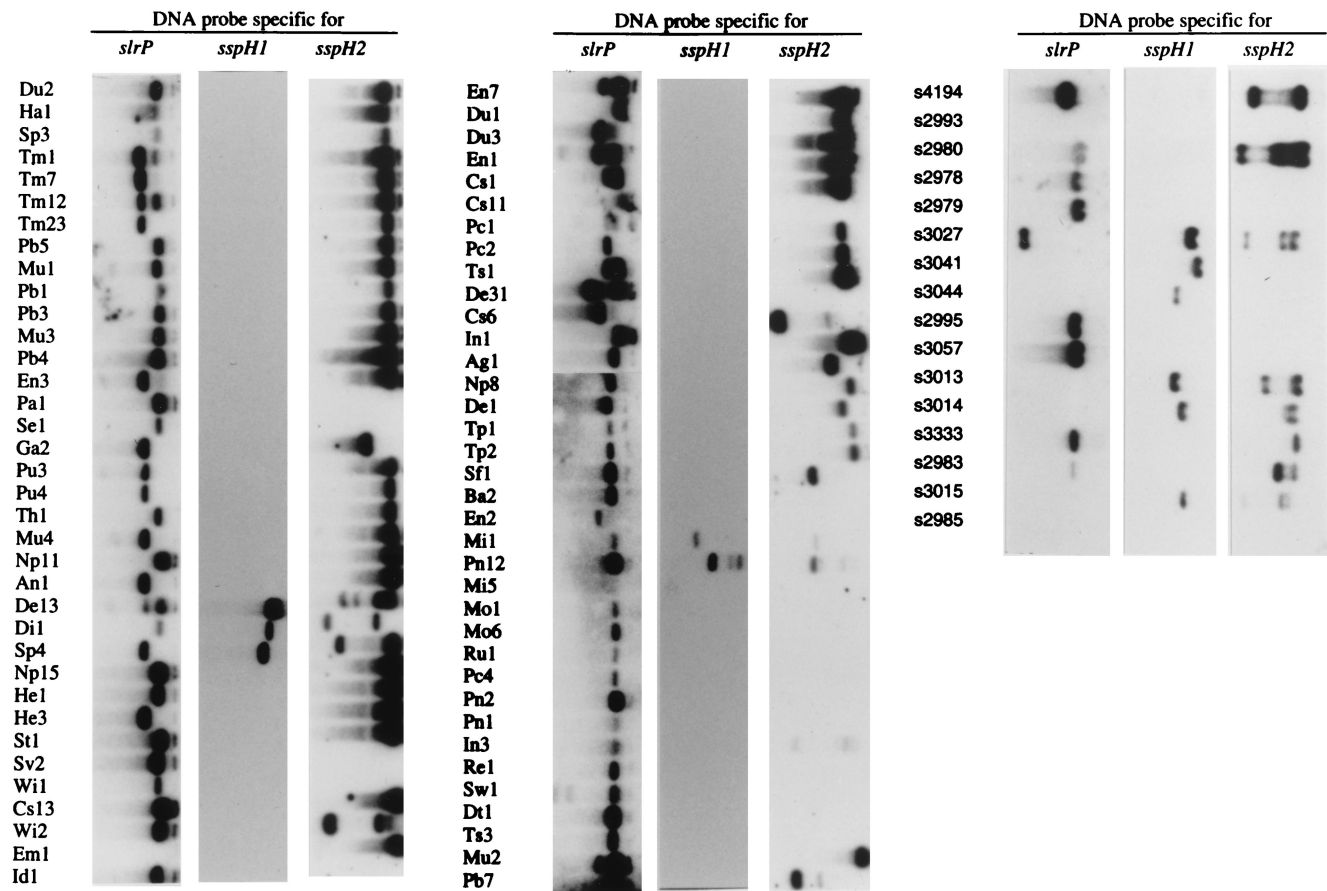 DNA probe specific for
slrP sspH1 sspH2
Du2
Ha1
Sp3
Tm1
Tm7
Tm12
Tm23
Pb5
Mu1
Pb1
Pb3
Mu3
Pb4
En3
Pa1
Se1
Ga2
Pu3
Pu4
Th1
Mu4
Np11
An1
De13
Di1
Sp4
Np15
He1
He3
St1
Sv2
Wi1
Cs13
Wi2
Em1
Id1
DNA probe specific for
slrP sspH1 sspH2
En7
Du1
Du3
En1
Cs1
Cs11
Pc1
Pc2
Ts1
De31
Cs6
In1
Ag1
Np8
De1
Tp1
Tp2
Sf1
Ba2
En2
Mi1
Pn12
Mi5
Mo1
Mo6
Ru1
Pc4
Pn2
Pn1
In3
Re1
Sw1
Dt1
Ts3
Mu2
Pb7
DNA probe specific for
slrP sspH1 sspH2
s4194
s2993
s2980
s2978
s2979
s3027
s3041
s3044
s2995
s3057
s3013
s3014
s3333
s2983
s3015
s2985